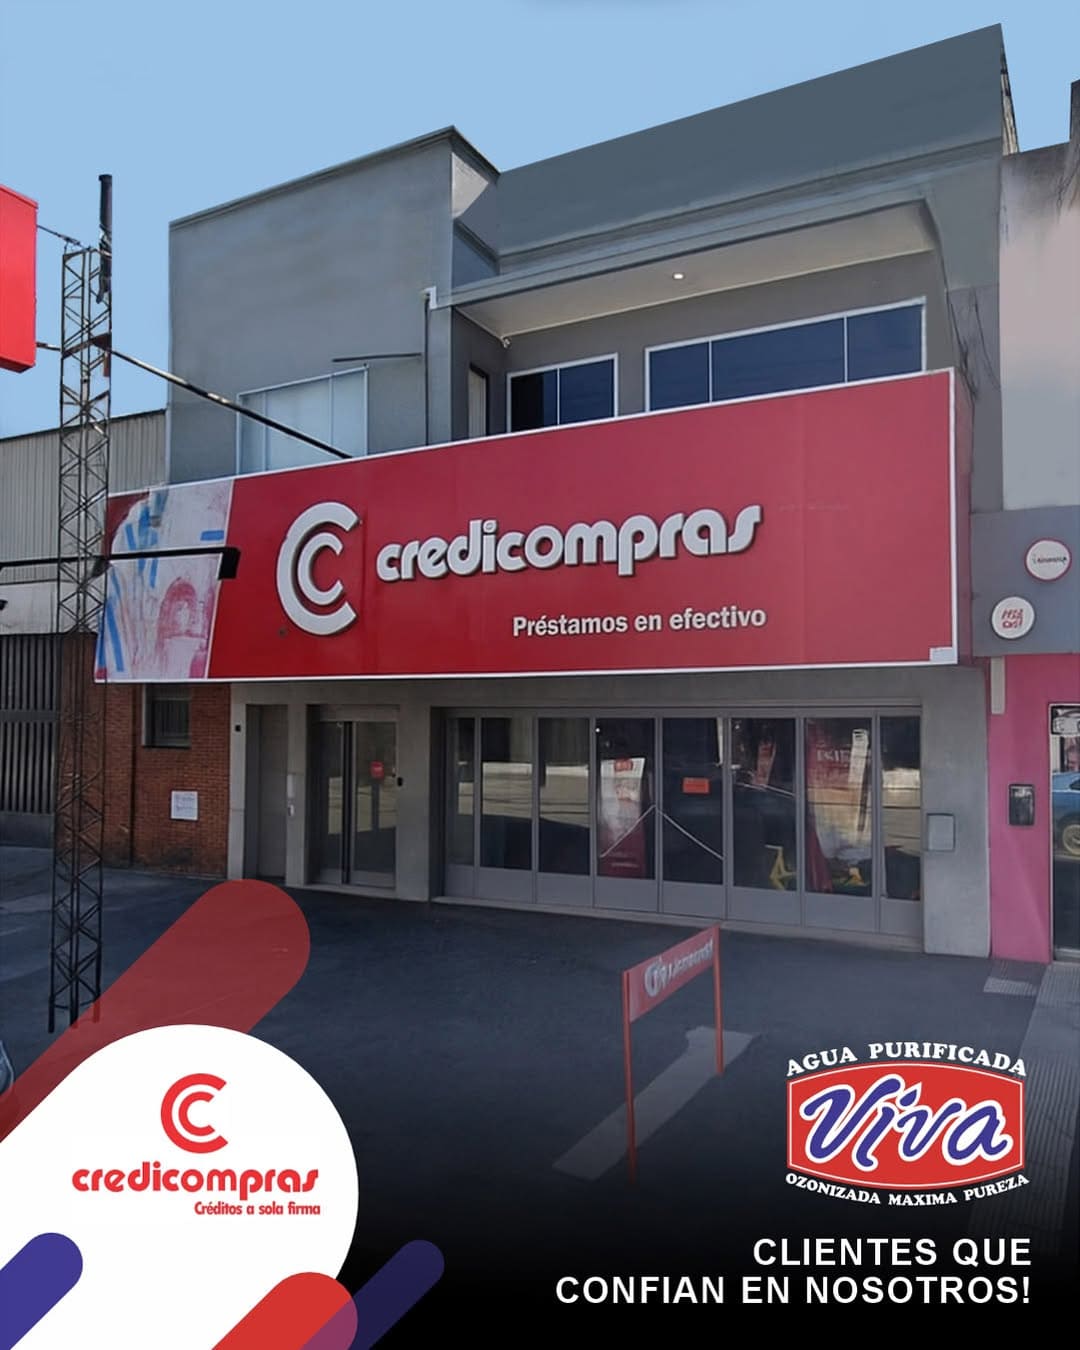 credicompras
Préstamos en efectivo
credicompras
Créditos a sola firma
AGUA PURIFICADA
Viva
OZONIZADA MAXIMA PUREZA
CLIENTES QUE
CONFIAN EN NOSOTROS!